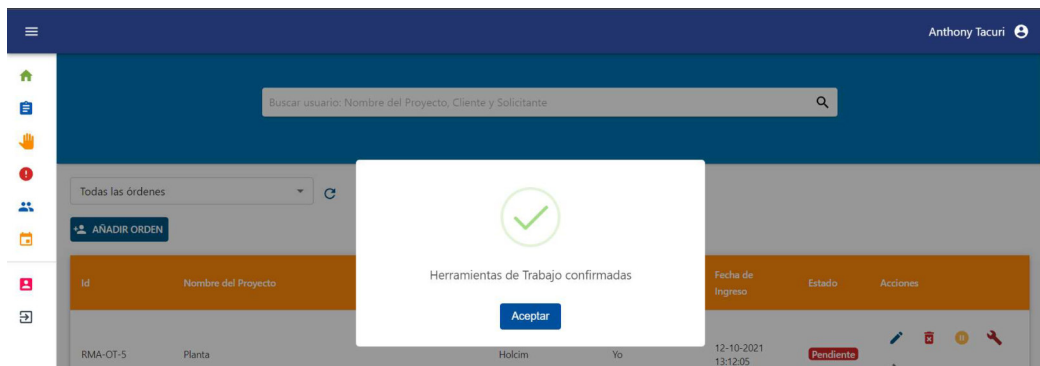 Anthony Tacuri
Buscar usuario: Nombre del Proyecto, Cliente y Solicitante
Todas las órdenes
AÑADIR ORDEN
Herramientas de Trabajo confirmadas
Aceptar
Id Nombre del Proyecto Fecha de Ingreso Estado Acciones
RMA-OT-5 Planta Holcim Yo 12-10-2021 13:12:05 Pendiente